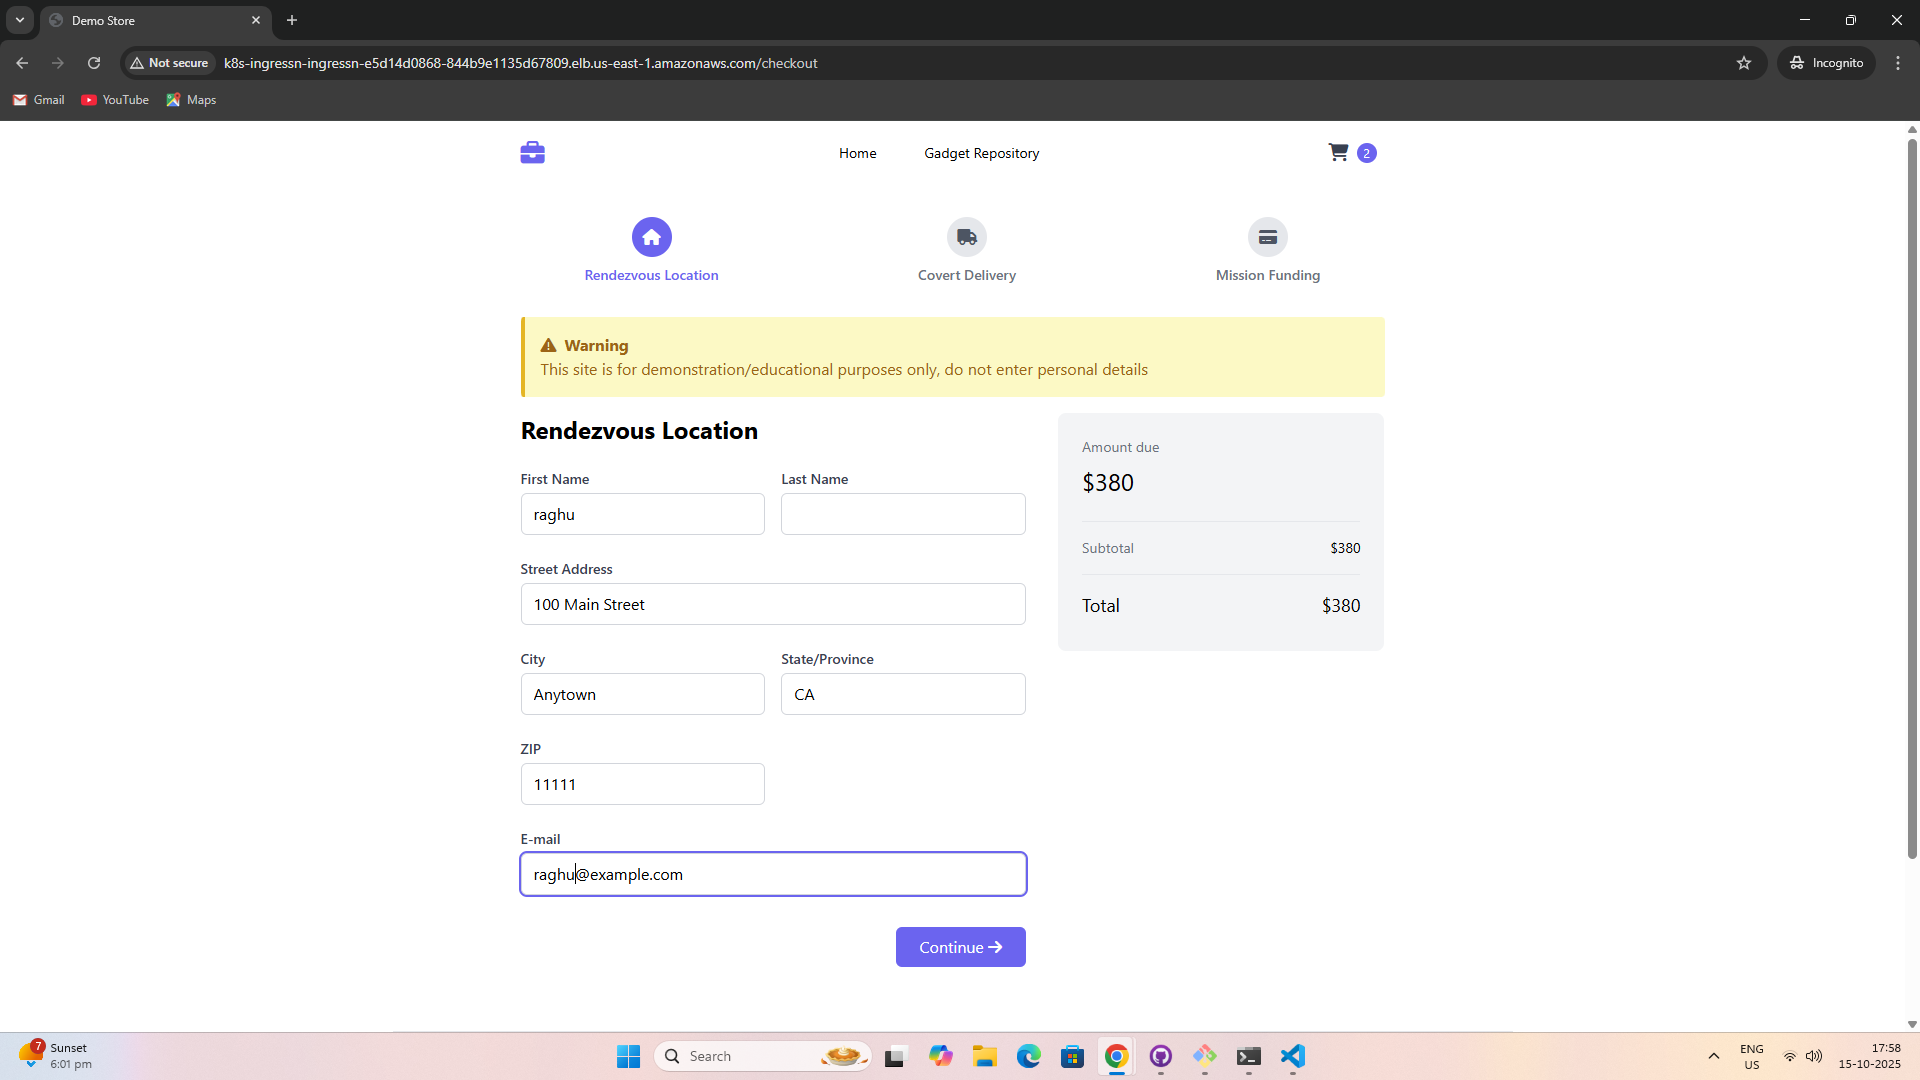 Demo Store
Not secure
k8s-ingressn-ingressn-e5d14d0868-844b9e1135d67809.elb.us-east-1.amazonaws.com/checkout
Incognito
Gmail
YouTube
Maps
Home
Gadget Repository
2
Rendezvous Location
Covert Delivery
Mission Funding
Warning
This site is for demonstration/educational purposes only, do not enter personal details
Rendezvous Location
First Name
Last Name
raghu
Street Address
100 Main Street
City
State/Province
Anytown
CA
ZIP
11111
E-mail
raghu@example.com
Continue
Amount due
$380
Subtotal $380
Total $380
7
Sunset
6:01 pm
Search
ENG
US
17:58
15-10-2025